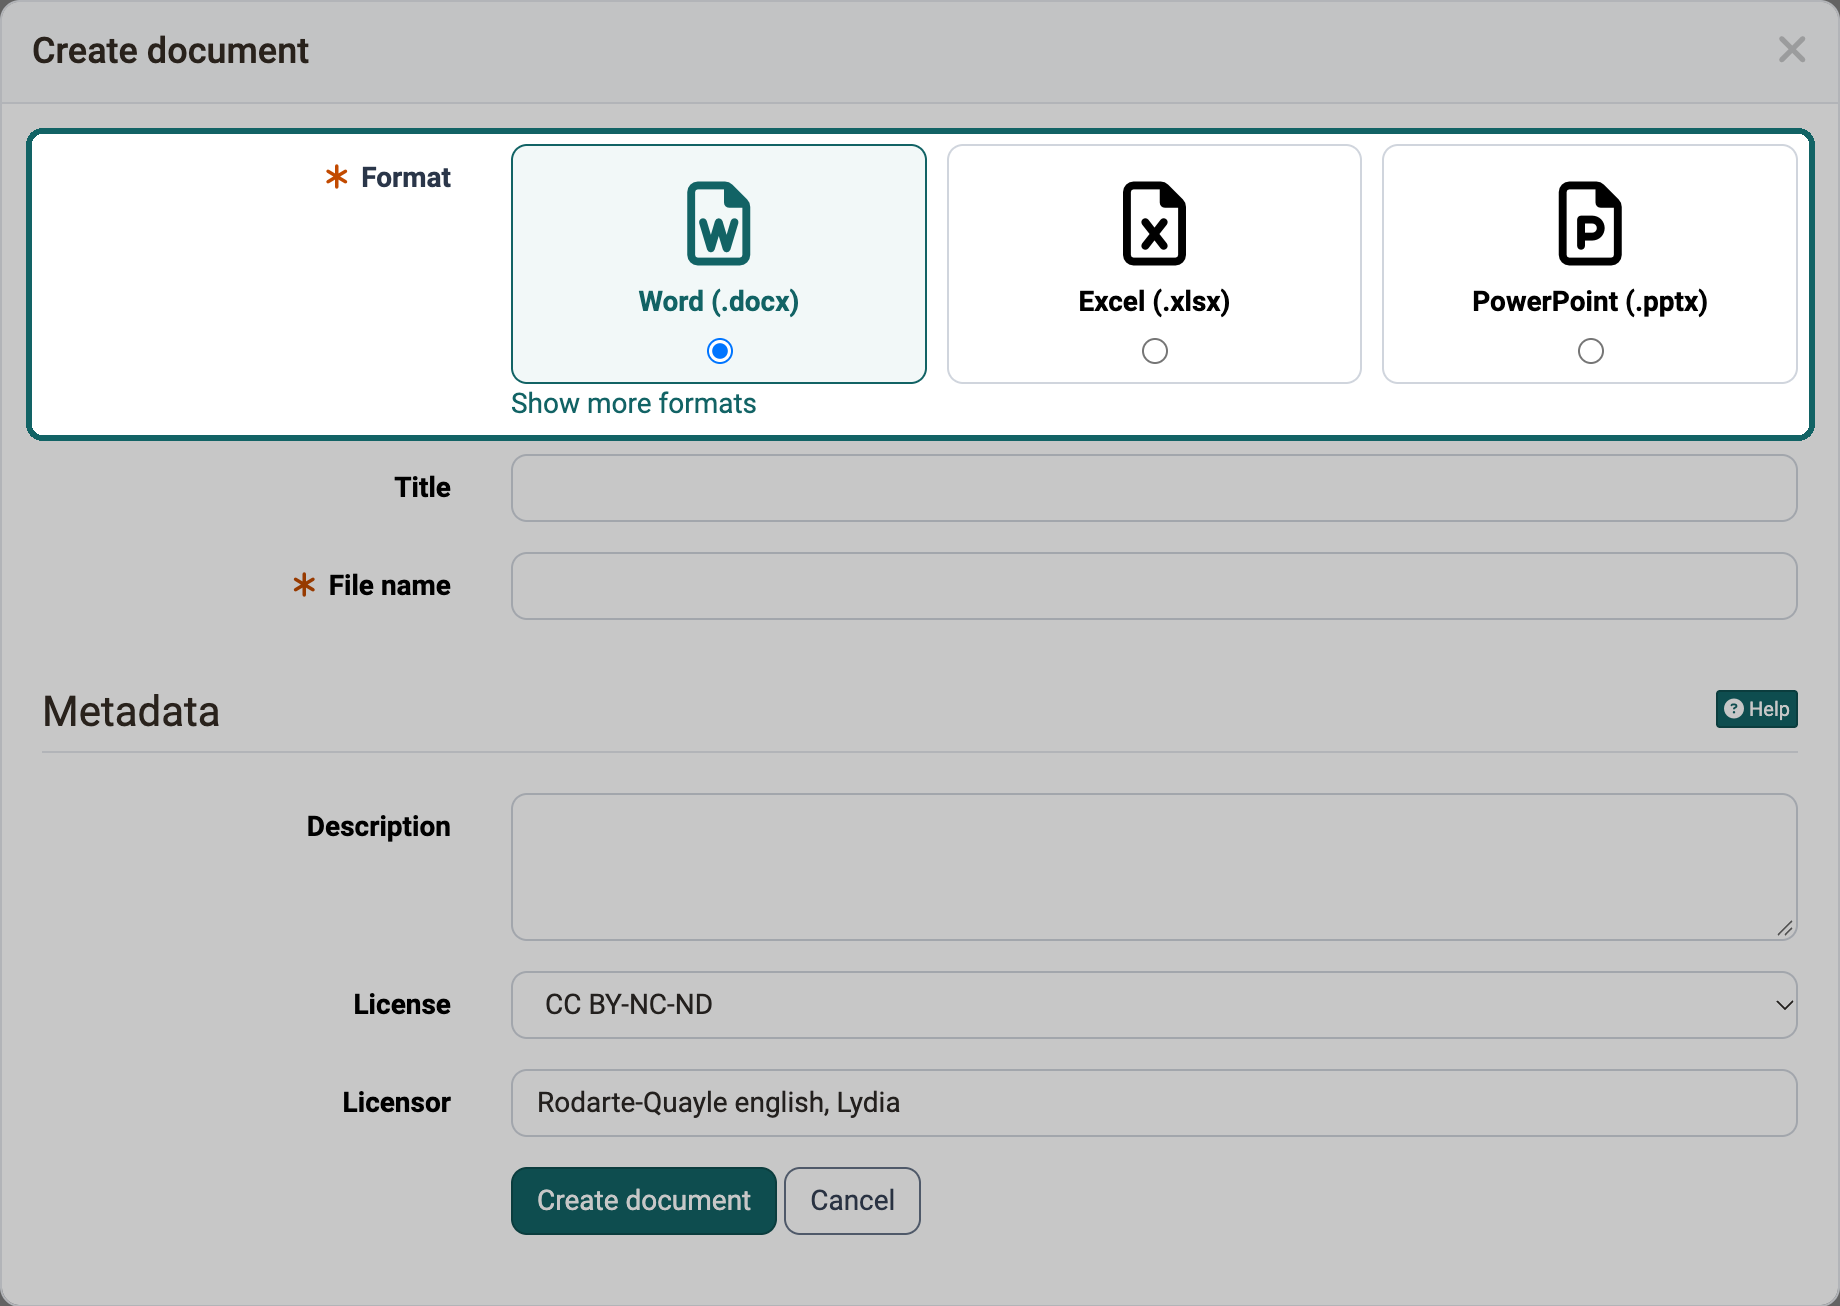 Create document
Format
W
X
P
Word (.docx)
Excel (.xlsx)
PowerPoint (.pptx)
Show more formats
Title
File name
Metadata
? Help
Description
License
CC BY-NC-ND
Licensor
Rodarte-Quayle english, Lydia
Create document
Cancel